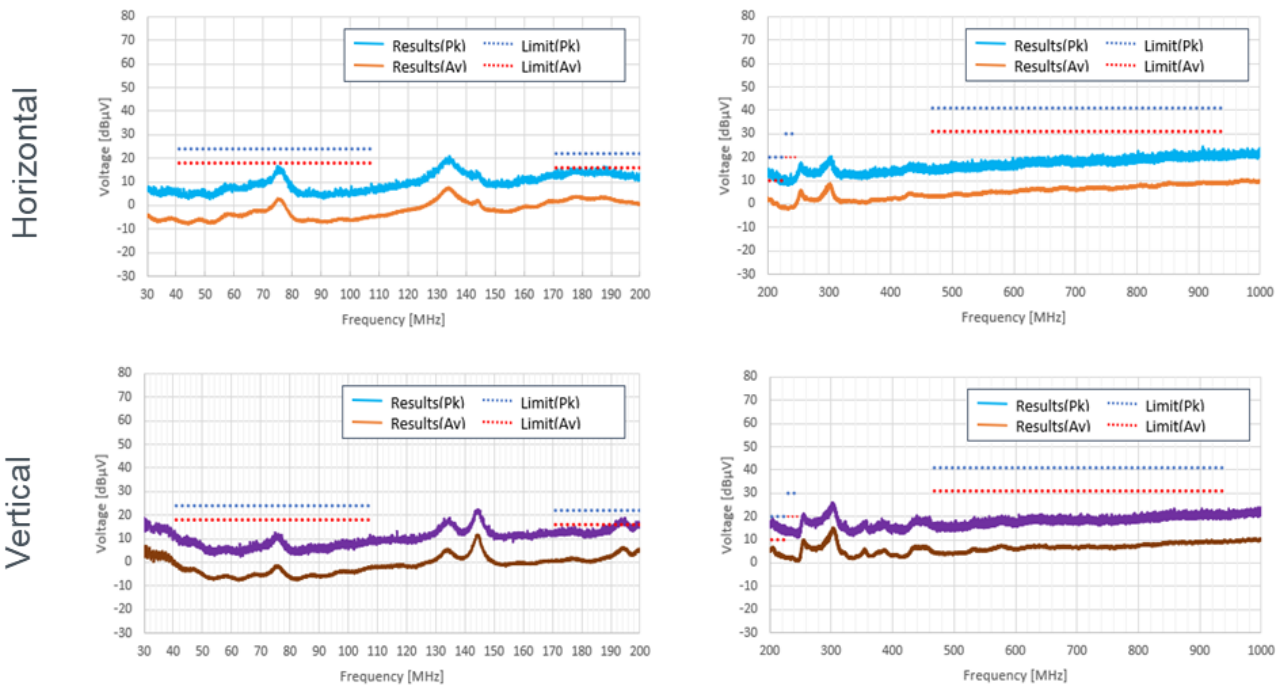 Horizontal
80
70
60
50
40
30
20
10
0
-10
-20
-30
Voltage [dBµV]
Results(Pk) Limit(Pk)
Results(Av) Limit(Av)
30 40 50 60 70 80 90 100 110 120 130 140 150 160 170 180 190 200
Frequency [MHz]
80
70
60
50
40
30
20
10
0
-10
-20
-30
Voltage [dBµV]
Results(Pk) Limit(Pk)
Results(Av) Limit(Av)
200 300 400 500 600 700 800 900 1000
Frequency [MHz]
Vertical
80
70
60
50
40
30
20
10
0
-10
-20
-30
Voltage [dBµV]
Results(Pk) Limit(Pk)
Results(Av) Limit(Av)
30 40 50 60 70 80 90 100 110 120 130 140 150 160 170 180 190 200
Frequency [MHz]
80
70
60
50
40
30
20
10
0
-10
-20
-30
Voltage [dBµV]
Results(Pk) Limit(Pk)
Results(Av) Limit(Av)
200 300 400 500 600 700 800 900 1000
Frequency [MHz]